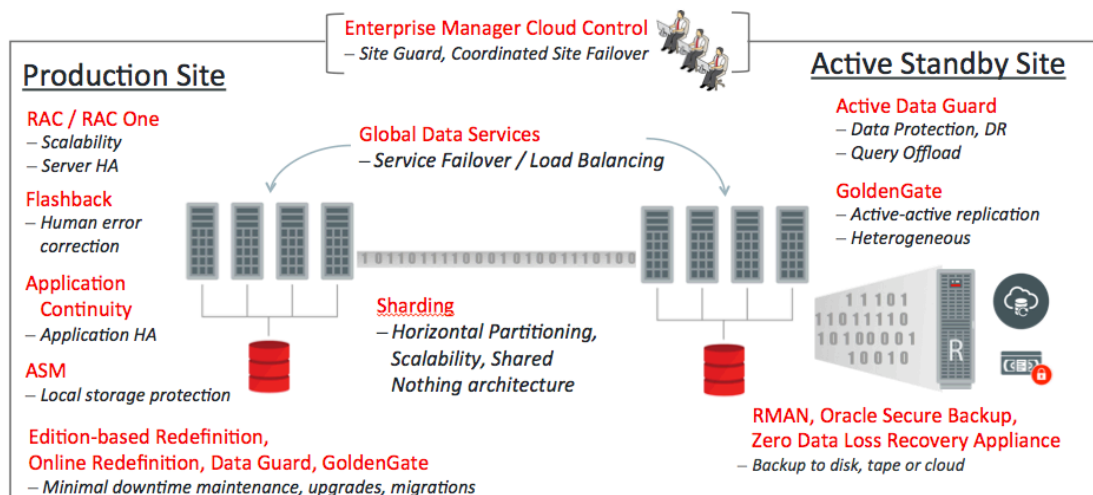 Enterprise Manager Cloud Control
– Site Guard, Coordinated Site Failover
Production Site
RAC / RAC One
– Scalability
– Server HA
Flashback
– Human error
correction
Application
Continuity
– Application HA
ASM
– Local storage protection
Edition-based Redefinition,
Online Redefinition, Data Guard, GoldenGate
– Minimal downtime maintenance, upgrades, migrations
Global Data Services
– Service Failover / Load Balancing
1011011110001010011110100
Sharding
– Horizontal Partitioning,
Scalability, Shared
Nothing architecture
Active Standby Site
Active Data Guard
– Data Protection, DR
– Query Offload
GoldenGate
– Active-active replication
– Heterogeneous
11101
11011110
10100001
10010
R
RMAN, Oracle Secure Backup,
Zero Data Loss Recovery Appliance
– Backup to disk, tape or cloud